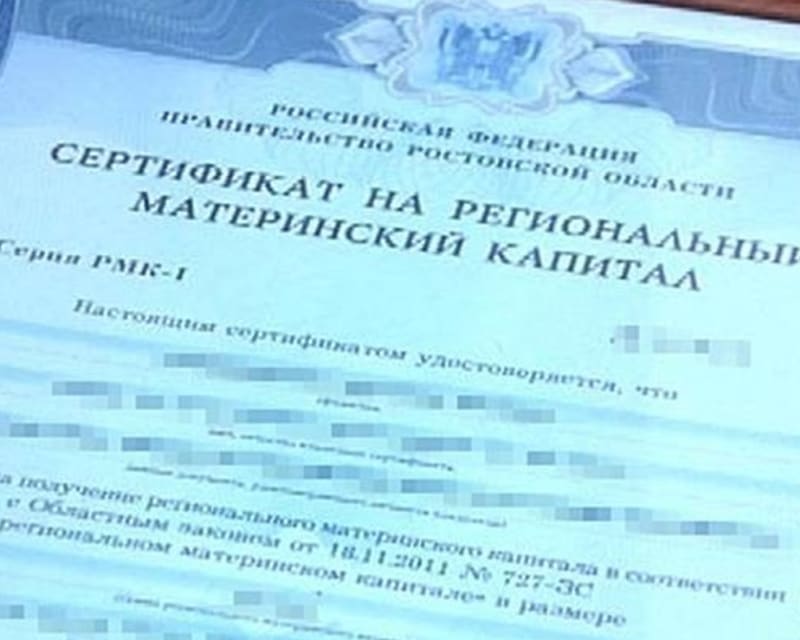 РОССИЙСКАЯ ФЕДЕРАЦИЯ
ПРАВИТЕЛЬСТВО РОСТОВСКОЙ ОБЛАСТИ
СЕРТИФИКАТ НА РЕГИОНАЛЬНЫЙ
МАТЕРИНСКИЙ КАПИТАЛ
Серия РМК-1
Настоящим сертификатом удостоверяется, что
на получение регионального материнского капитала в соответствии
с Областным законом от 18.11.2011 № 727-ЗС
региональном материнском капитале» в размере